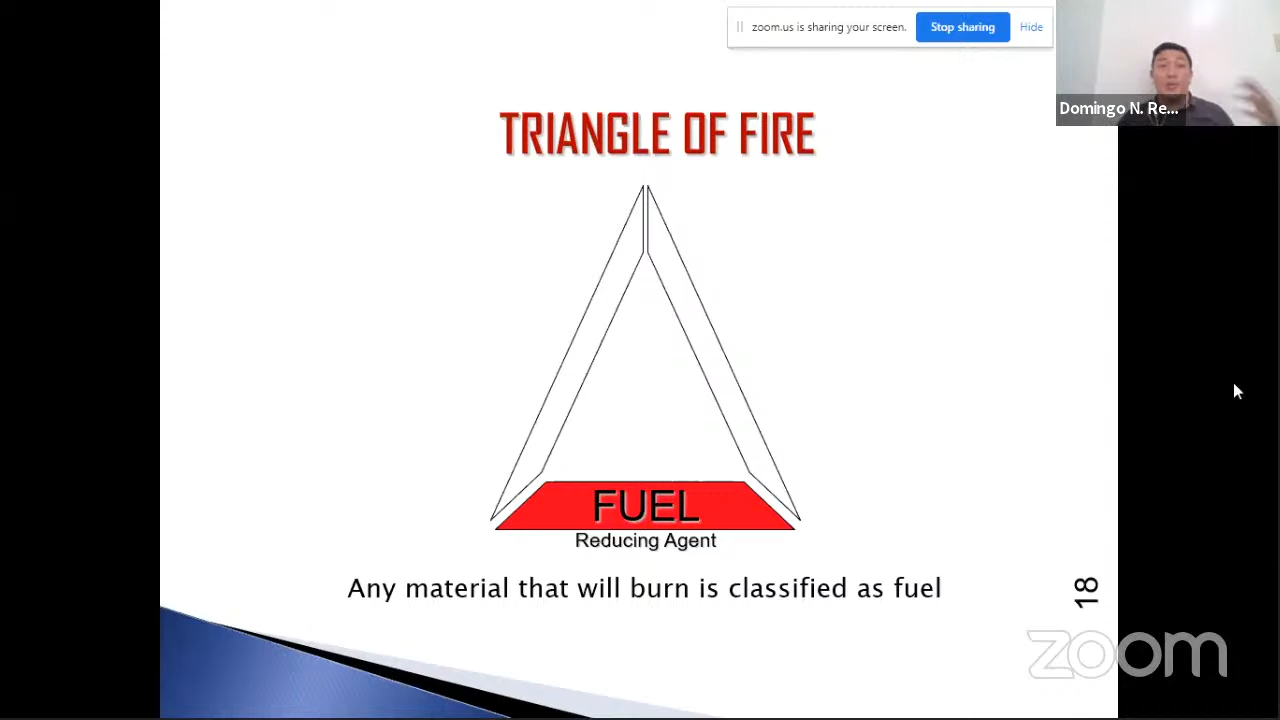 zoom.us is sharing your screen. Stop sharing Hide
Domingo N. Re...
TRIANGLE OF FIRE
FUEL
Reducing Agent
Any material that will burn is classified as fuel
18
zoom